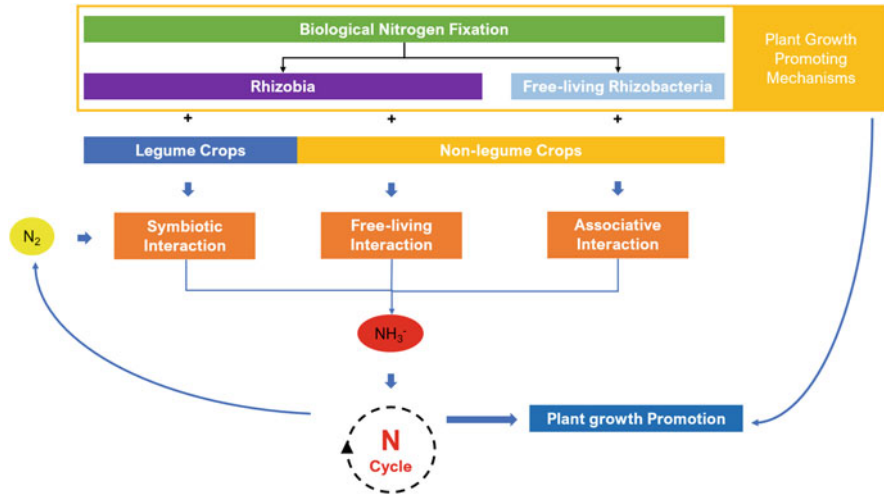 Biological Nitrogen Fixation
Plant Growth
Promoting
Mechanisms
Rhizobia
Free-living Rhizobacteria
+
+
+
Legume Crops
Non-legume Crops
N₂
Symbiotic
Interaction
Free-living
Interaction
Associative
Interaction
NH₃⁻
N
Cycle
Plant growth Promotion